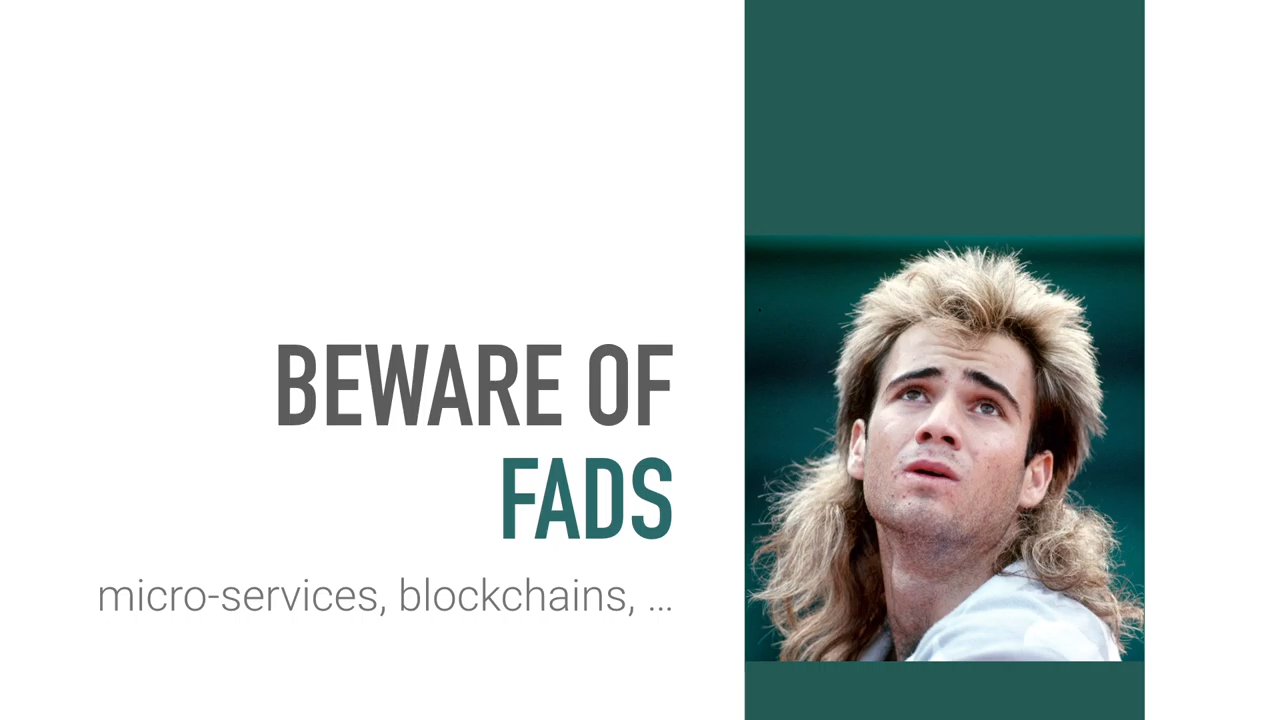 BEWARE OF
FADS
micro-services, blockchains, ...